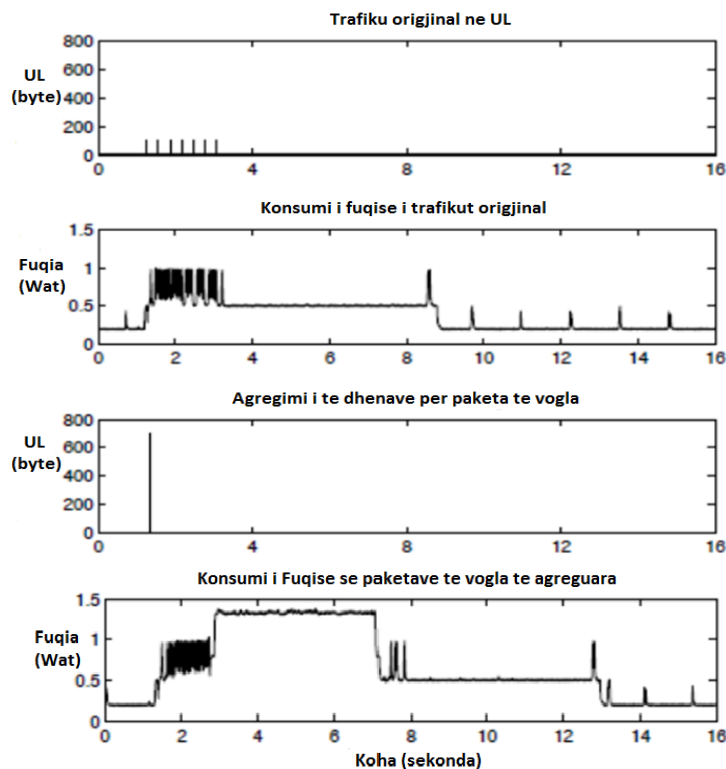 Trafiku origjinal ne UL
800
600
400
200
0
UL
(byte)
0 4 8 12 16
Konsumi i fuqise i trafikut original
1.5
1
0.5
0
Fuqia
(Wat)
0 2 4 6 8 10 12 14 16
Agregimi i te dhenave per paketa te vogla
800
600
400
200
0
UL
(byte)
0 4 8 12 16
Konsumi i Fuqise se paketave te vogla te agreguara
1.5
1
0.5
0
Fuqia
(Wat)
0 2 4 6 8 10 12 14 16
Koha (sekonda)